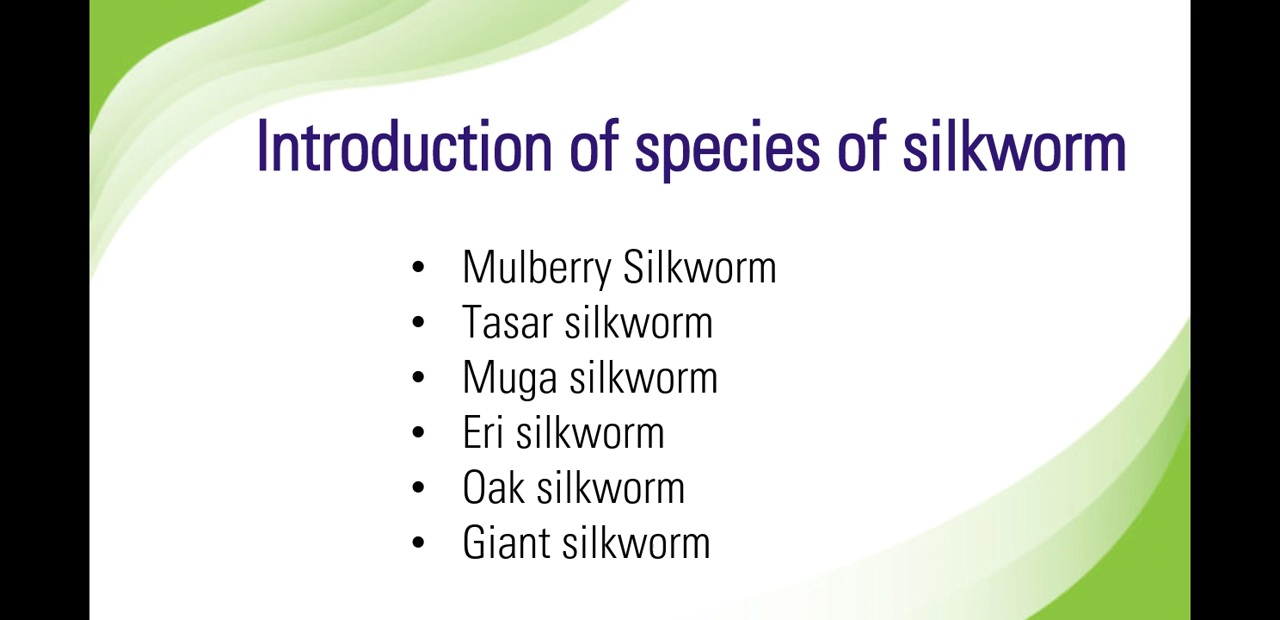 Introduction of species of silkworm
• Mulberry Silkworm
• Tasar silkworm
• Muga silkworm
• Eri silkworm
• Oak silkworm
• Giant silkworm